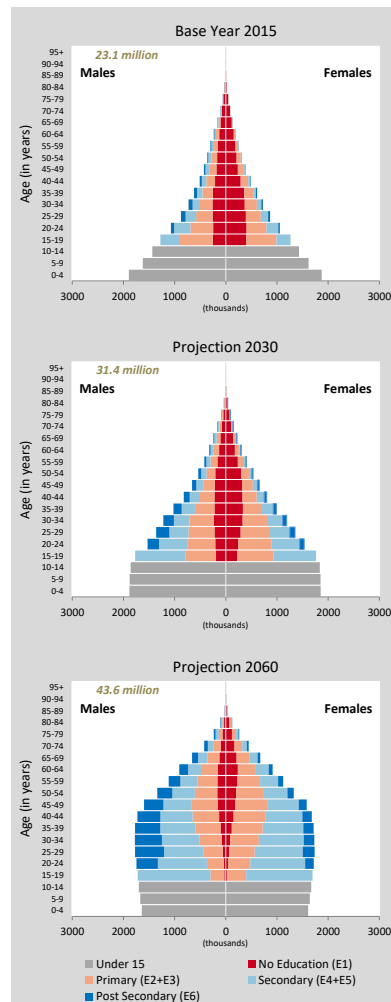 Base Year 2015
23.1 million
Males
Females
Age (in years)
95+
90-94
85-89
80-84
75-79
70-74
65-69
60-64
55-59
50-54
45-49
40-44
35-39
30-34
25-29
20-24
15-19
10-14
5-9
0-4
3000 2000 1000 0 1000 2000 3000
(thousands)
Projection 2030
31.4 million
Males
Females
Age (in years)
95+
90-94
85-89
80-84
75-79
70-74
65-69
60-64
55-59
50-54
45-49
40-44
35-39
30-34
25-29
20-24
15-19
10-14
5-9
0-4
3000 2000 1000 0 1000 2000 3000
(thousands)
Projection 2060
43.6 million
Males
Females
Age (in years)
95+
90-94
85-89
80-84
75-79
70-74
65-69
60-64
55-59
50-54
45-49
40-44
35-39
30-34
25-29
20-24
15-19
10-14
5-9
0-4
3000 2000 1000 0 1000 2000 3000
(thousands)
Under 15 No Education (E1)
Primary (E2+E3) Secondary (E4+E5)
Post Secondary (E6)